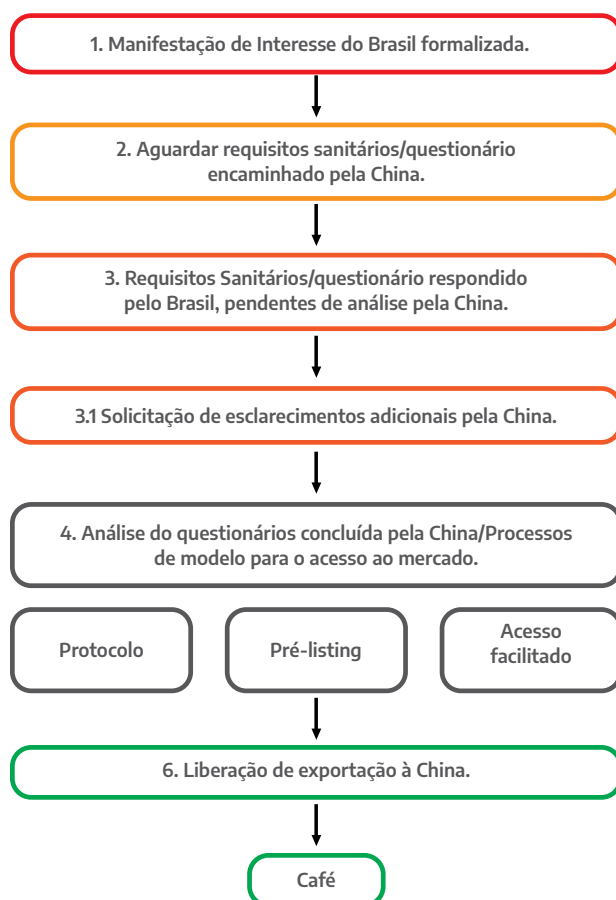 1. Manifestação de Interesse do Brasil formalizada.
2. Aguardar requisitos sanitários/questionário
encaminhado pela China.
3. Requisitos Sanitários/questionário respondido
pelo Brasil, pendentes de análise pela China.
3.1 Solicitação de esclarecimentos adicionais pela China.
4. Análise do questionários concluída pela China/Processos
de modelo para o acesso ao mercado.
Protocolo
Pré-listing
Acesso
facilitado
6. Liberação de exportação à China.
Café